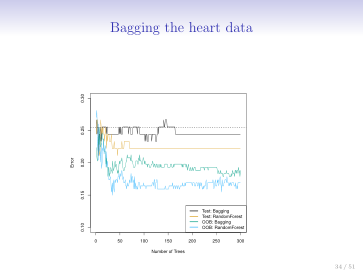 Bagging the heart data
0.30
0.25
0.20
0.15
0.10
Error
0 50 100 150 200 250 300
Number of Trees
Test: Bagging
Test: RandomForest
OOB: Bagging
OOB: RandomForest
34 / 51